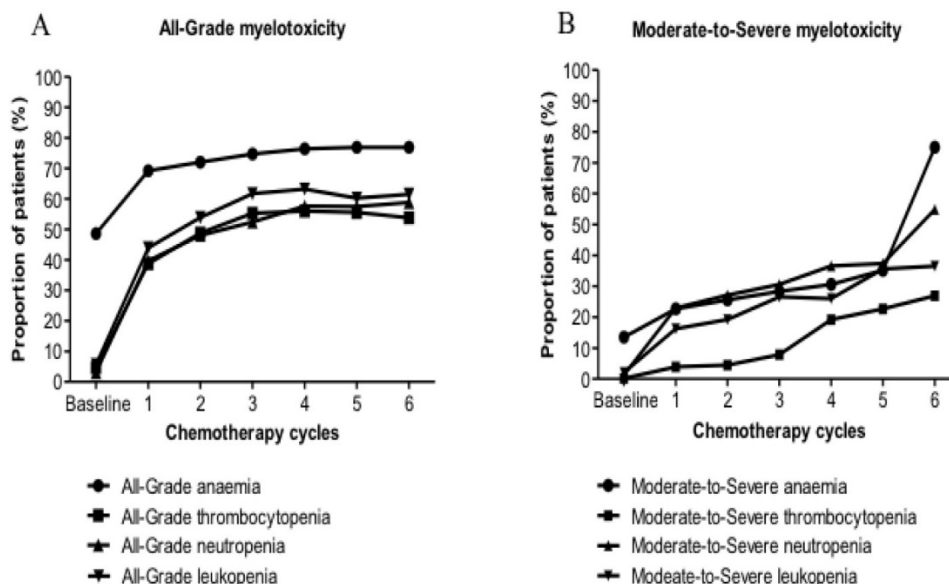 A
All-Grade myelotoxicity
Proportion of patients (%)
100
90
80
70
60
50
40
30
20
10
0
Baseline 1 2 3 4 5 6
Chemotherapy cycles
All-Grade anaemia
All-Grade thrombocytopenia
All-Grade neutropenia
All-Grade leukopenia
B
Moderate-to-Severe myelotoxicity
Proportion of patients (%)
100
90
80
70
60
50
40
30
20
10
0
Baseline 1 2 3 4 5 6
Chemotherapy cycles
Moderate-to-Severe anaemia
Moderate-to-Severe thrombocytopenia
Moderate-to-Severe neutropenia
Modeate-to-Severe leukopenia